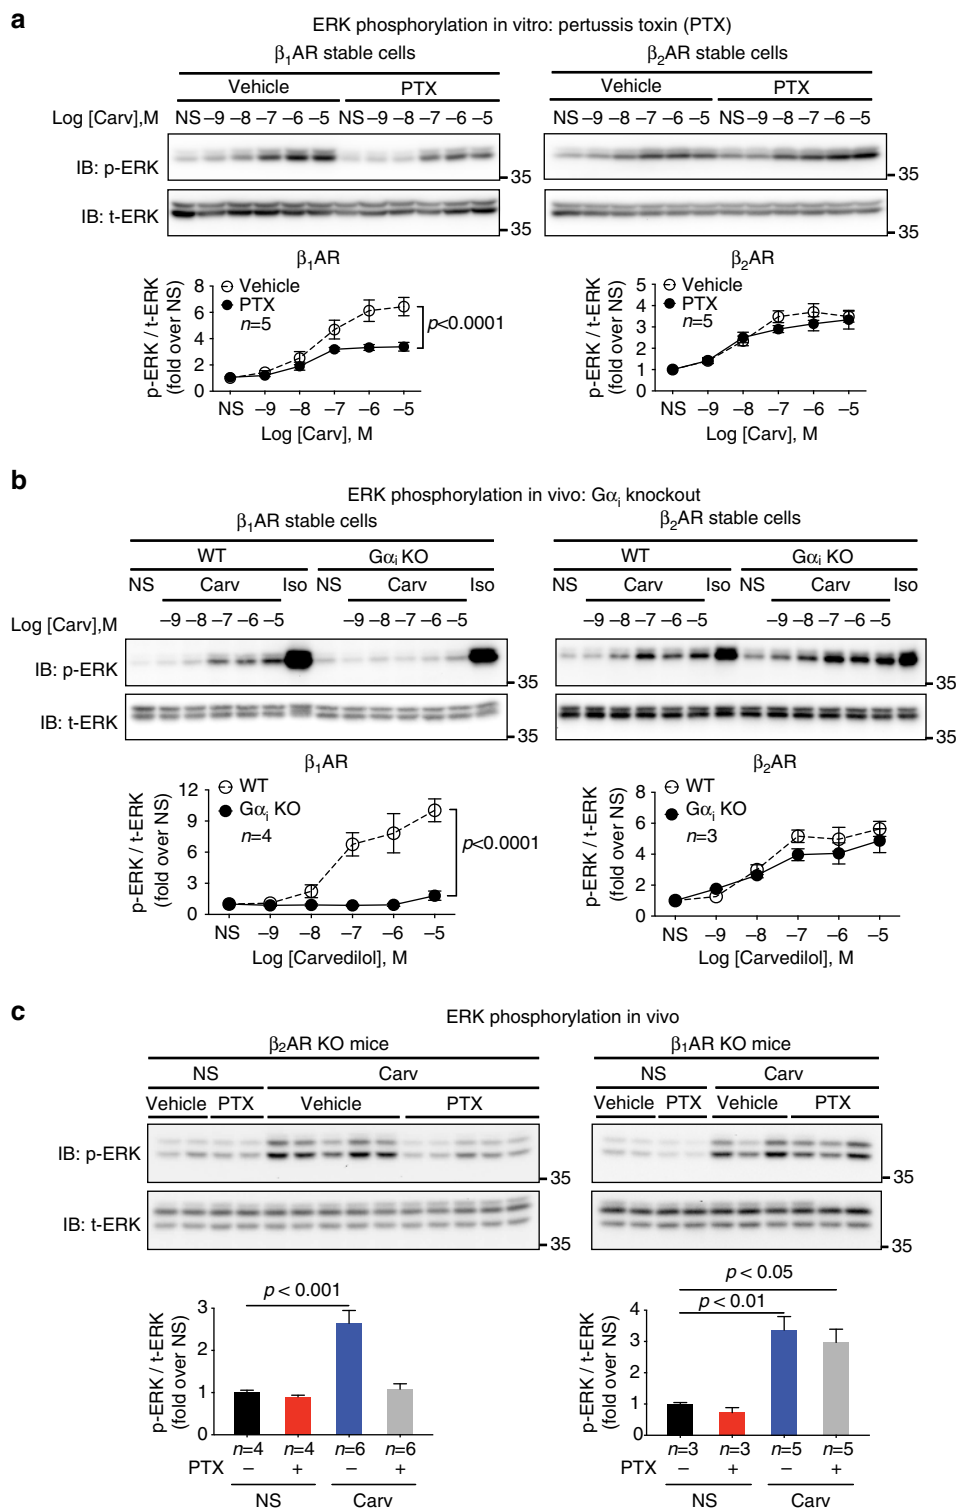 a
ERK phosphorylation in vitro: pertussis toxin (PTX)
β₁AR stable cells
β₂AR stable cells
Vehicle PTX
Vehicle PTX
Log [Carv],M NS –9 –8 –7 –6 –5 NS –9 –8 –7 –6 –5
NS –9 –8 –7 –6 –5 NS –9 –8 –7 –6 –5
IB: p-ERK
35
35
IB: t-ERK
35
35
β₁AR
p-ERK / t-ERK
(fold over NS)
8
6
4
2
0
Vehicle
PTX
n=5
p<0.0001
NS –9 –8 –7 –6 –5
Log [Carv], M
β₂AR
p-ERK / t-ERK
(fold over NS)
5
4
3
2
1
0
Vehicle
PTX
n=5
NS –9 –8 –7 –6 –5
Log [Carv], M
b
ERK phosphorylation in vivo: Gαᵢ knockout
β₁AR stable cells
β₂AR stable cells
WT Gαᵢ KO
WT Gαᵢ KO
NS Carv Iso NS Carv Iso
NS Carv Iso NS Carv Iso
Log [Carv],M –9 –8 –7 –6 –5 –9 –8 –7 –6 –5
–9 –8 –7 –6 –5 –9 –8 –7 –6 –5
IB: p-ERK
35
35
IB: t-ERK
35
35
β₁AR
p-ERK / t-ERK
(fold over NS)
12
9
6
3
0
WT
Gαᵢ KO
n=4
p<0.0001
NS –9 –8 –7 –6 –5
Log [Carvedilol], M
β₂AR
p-ERK / t-ERK
(fold over NS)
8
6
4
2
0
WT
Gαᵢ KO
n=3
NS –9 –8 –7 –6 –5
Log [Carvedilol], M
c
ERK phosphorylation in vivo
β₂AR KO mice
β₁AR KO mice
NS Carv
NS Carv
Vehicle PTX Vehicle PTX
Vehicle PTX Vehicle PTX
IB: p-ERK
35
35
IB: t-ERK
35
35
p-ERK / t-ERK
(fold over NS)
3
2
1
0
p < 0.001
n=4 n=4 n=6 n=6
PTX – + – +
NS Carv
p-ERK / t-ERK
(fold over NS)
4
3
2
1
0
p < 0.05
p < 0.01
n=3 n=3 n=5 n=5
PTX – + – +
NS Carv